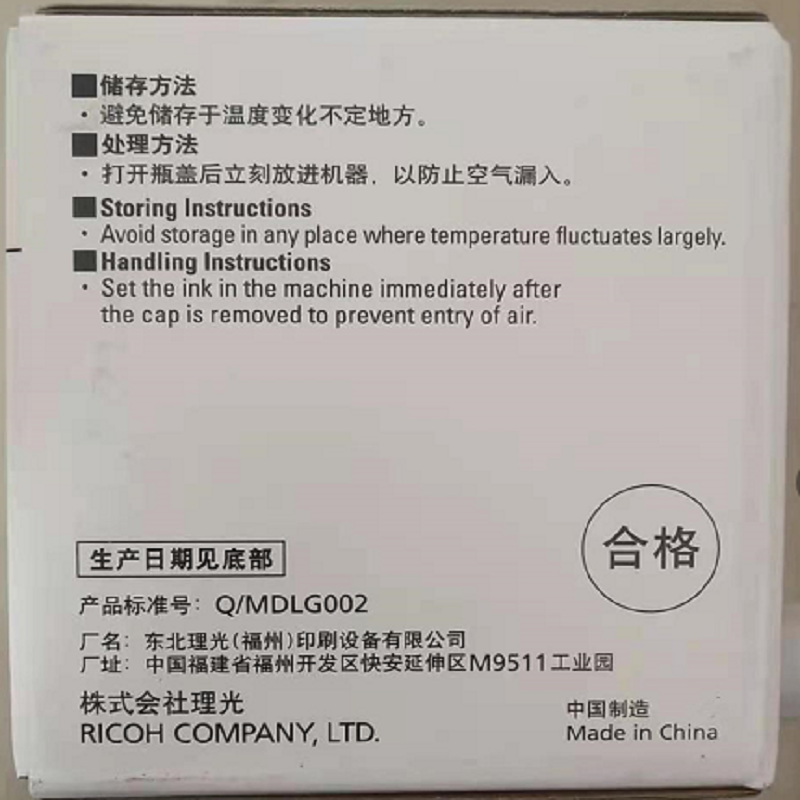 ■储存方法
・避免储存于温度变化不定地方。
■处理方法
・打开瓶盖后立刻放进机器，以防止空气漏入。
■Storing Instructions
・Avoid storage in any place where temperature fluctuates largely.
■Handling Instructions
・Set the ink in the machine immediately after
the cap is removed to prevent entry of air.
合格
生产日期见底部
产品标准号：Q/MDLG002
厂名：东北理光(福州)印刷设备有限公司
厂址：中国福建省福州开发区快安延伸区M9511工业园
株式会社理光
中国制造
RICOH COMPANY, LTD.
Made in China